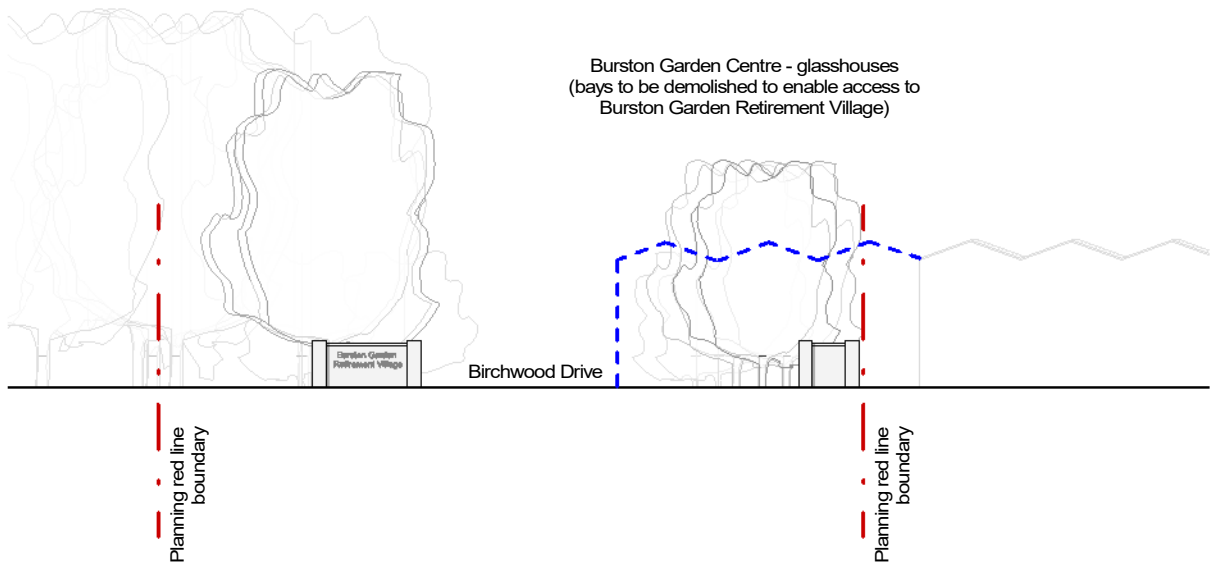 Burston Garden Centre - glasshouses
(bays to be demolished to enable access to
Burston Garden Retirement Village)
Burston Garden
Retirement Village
Birchwood Drive
Planning red line
boundary
Planning red line
boundary